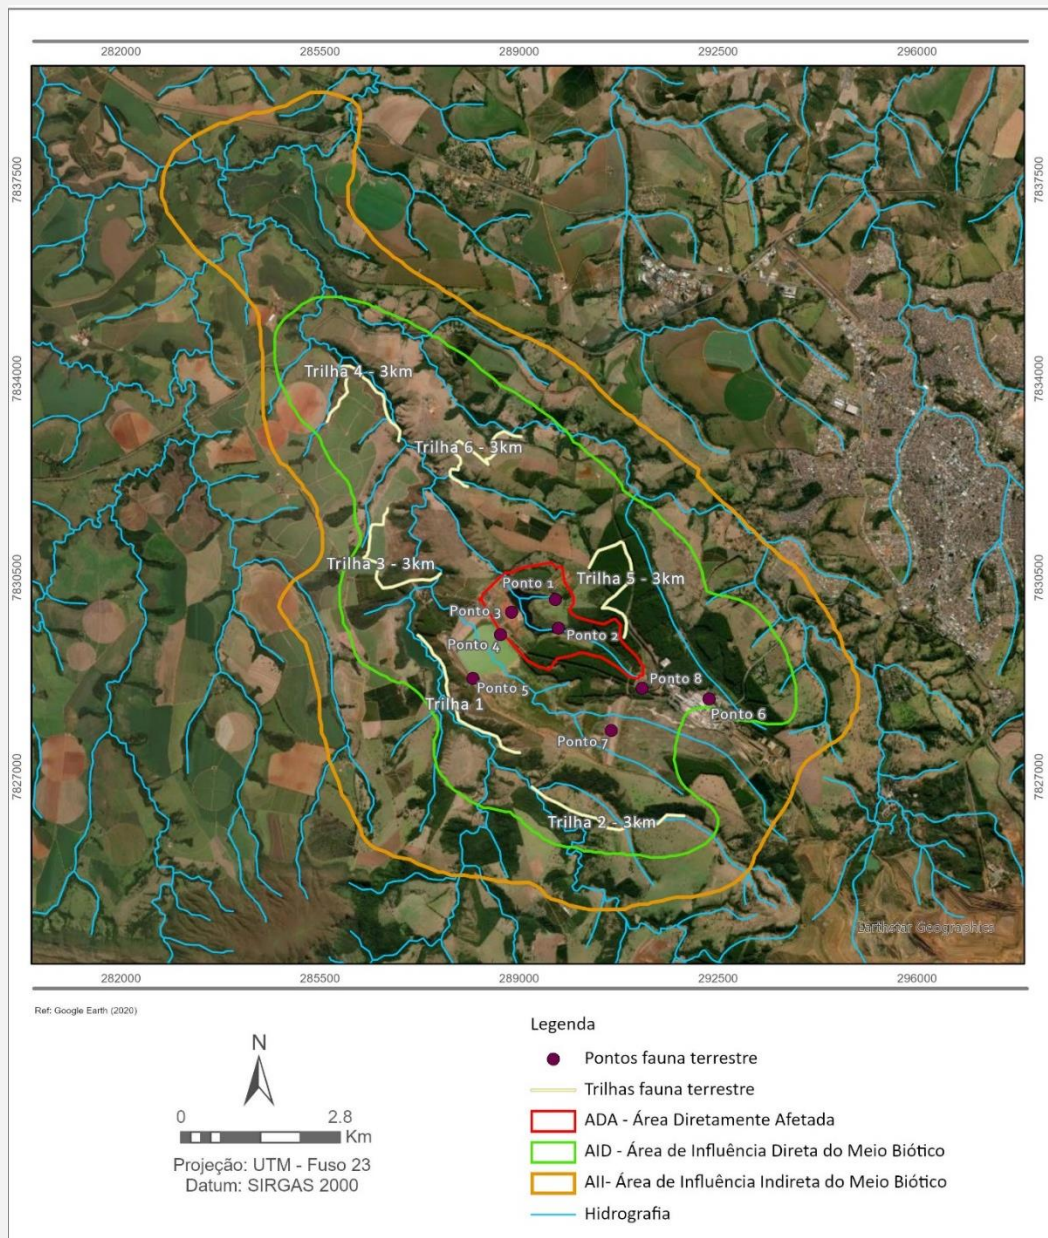 282000 285500 289000 292500 296000
7837500 7837500
7834000 7834000
Trilha 4 - 3km
Trilha 6 - 3km
7830500 7830500
Trilha 3 - 3km
Trilha 5 - 3km
Ponto 1
Ponto 3
Ponto 2
Ponto 4
Ponto 8
Ponto 5
Trilha 1
Ponto 6
Ponto 7
7827000 7827000
Trilha 2 - 3km
Earthstar Geographics
282000 285500 289000 292500 296000
Ref: Google Earth (2020)
N
0 2.8
Km
Projeção: UTM - Fuso 23
Datum: SIRGAS 2000
Legenda
Pontos fauna terrestre
Trilhas fauna terrestre
ADA - Área Diretamente Afetada
AID - Área de Influência Direta do Meio Biótico
AII- Área de Influência Indireta do Meio Biótico
Hidrografia